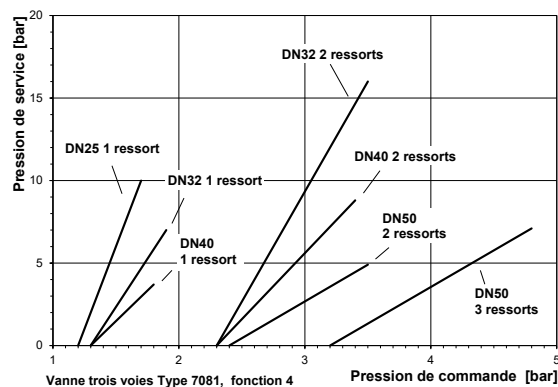 Pression de service [bar]
20
15
10
5
0
DN32 2 ressorts
DN25 1 ressort
DN40 2 ressorts
DN32 1 ressort
DN40
1 ressort
DN50
2 ressorts
DN50
3 ressorts
1
2
3
4
5
Vanne trois voies Type 7081, fonction 4
Pression de commande [bar]